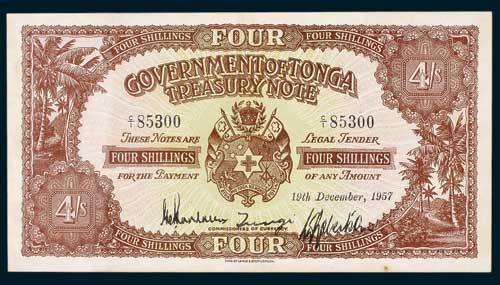 FOUR SHILLINGS FOUR FOUR SHILLINGS
4/s
GOVERNMENT OF TONGA
TREASURY NOTE
C/1 85300 C/1 85300
THESE NOTES ARE LEGAL TENDER
FOUR SHILLINGS FOUR SHILLINGS
FOR THE PAYMENT OF ANY AMOUNT
19th December, 1957
4/s
COMMISSIONERS OF CURRENCY
FOUR SHILLINGS FOUR FOUR SHILLINGS